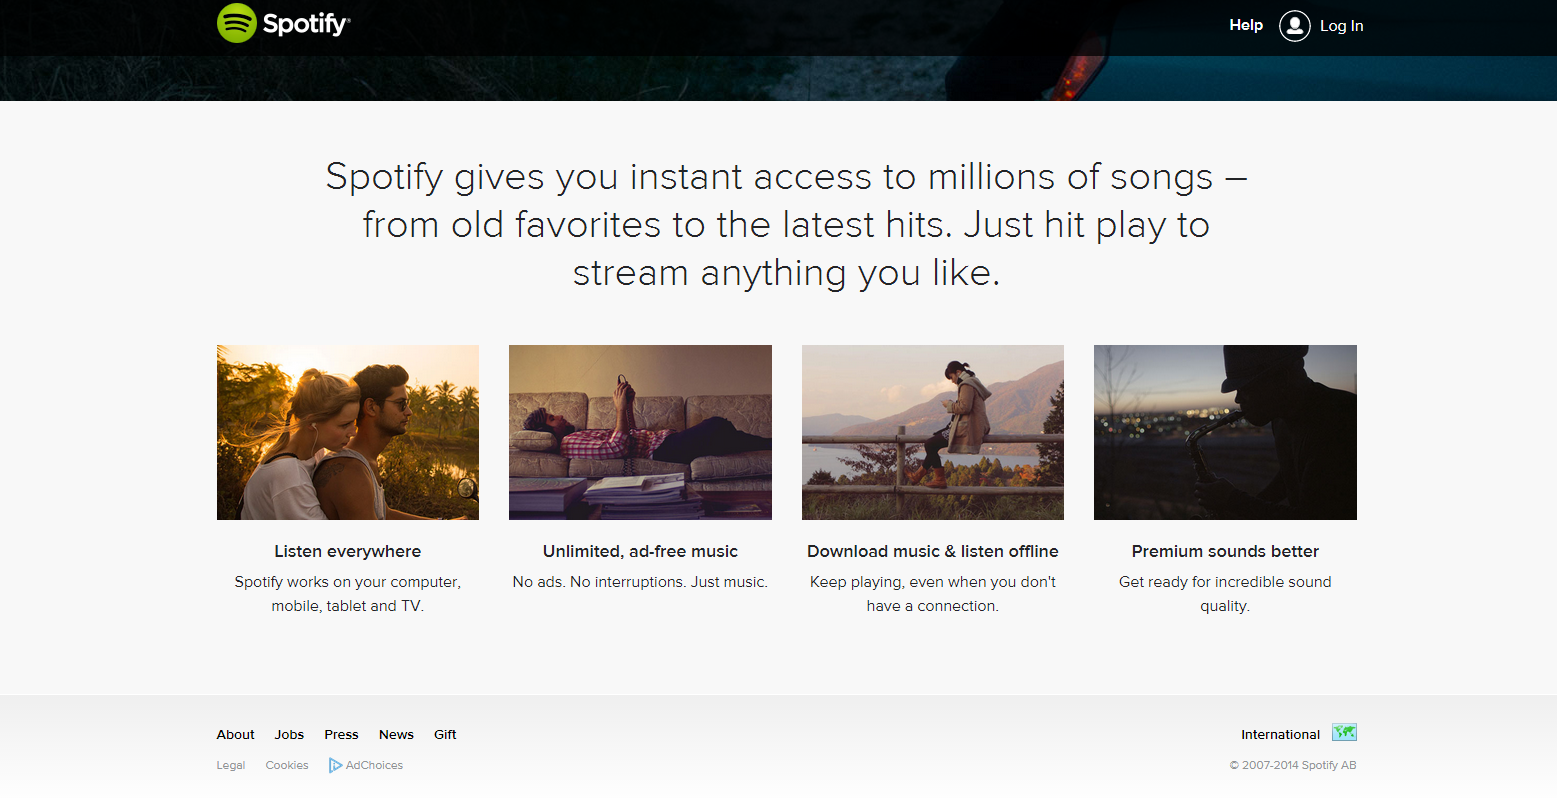 Spotify®
Help
Log In
Spotify gives you instant access to millions of songs –
from old favorites to the latest hits. Just hit play to
stream anything you like.
Listen everywhere
Spotify works on your computer,
mobile, tablet and TV.
Unlimited, ad-free music
No ads. No interruptions. Just music.
Download music & listen offline
Keep playing, even when you don't
have a connection.
Premium sounds better
Get ready for incredible sound
quality.
About Jobs Press News Gift
International
Legal Cookies AdChoices
© 2007-2014 Spotify AB